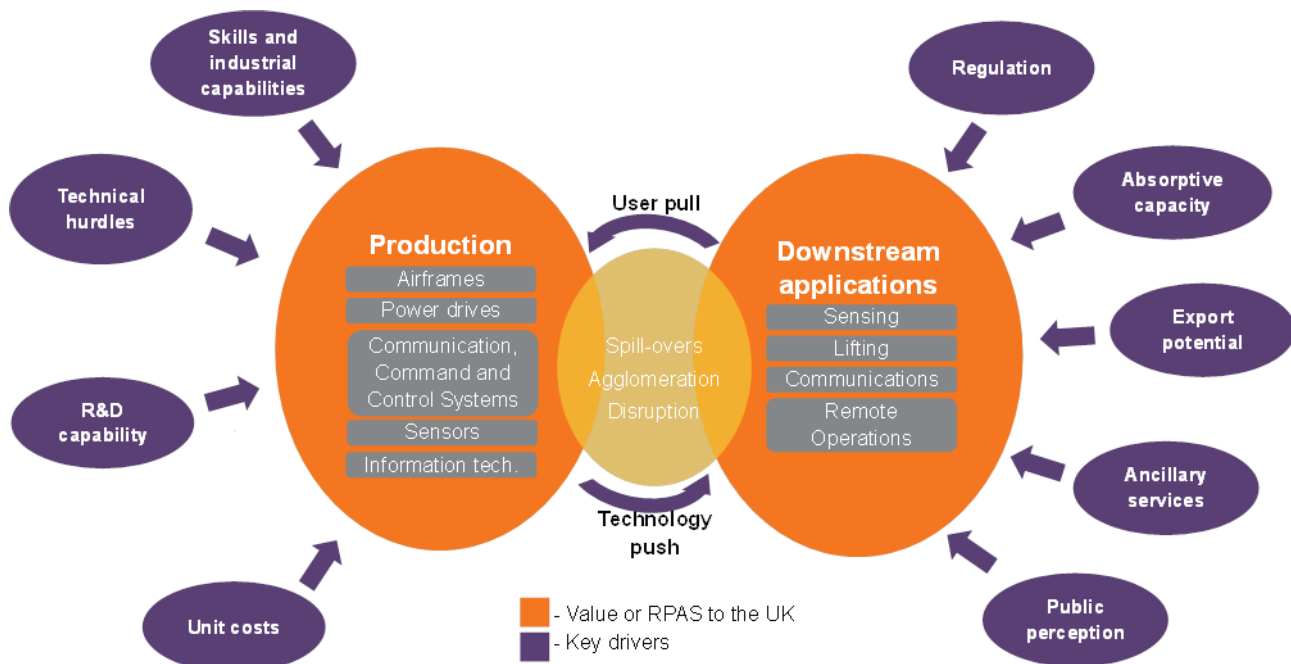 Skills and
industrial
capabilities
Regulation
Technical
hurdles
Absorptive
capacity
User pull
Production
Airframes
Power drives
Communication,
Command and
Control Systems
Sensors
Information tech.
Spill-overs
Agglomeration
Disruption
Downstream
applications
Sensing
Lifting
Communications
Remote
Operations
Export
potential
R&D
capability
Ancillary
services
Technology
push
Unit costs
Public
perception
- Value or RPAS to the UK
- Key drivers